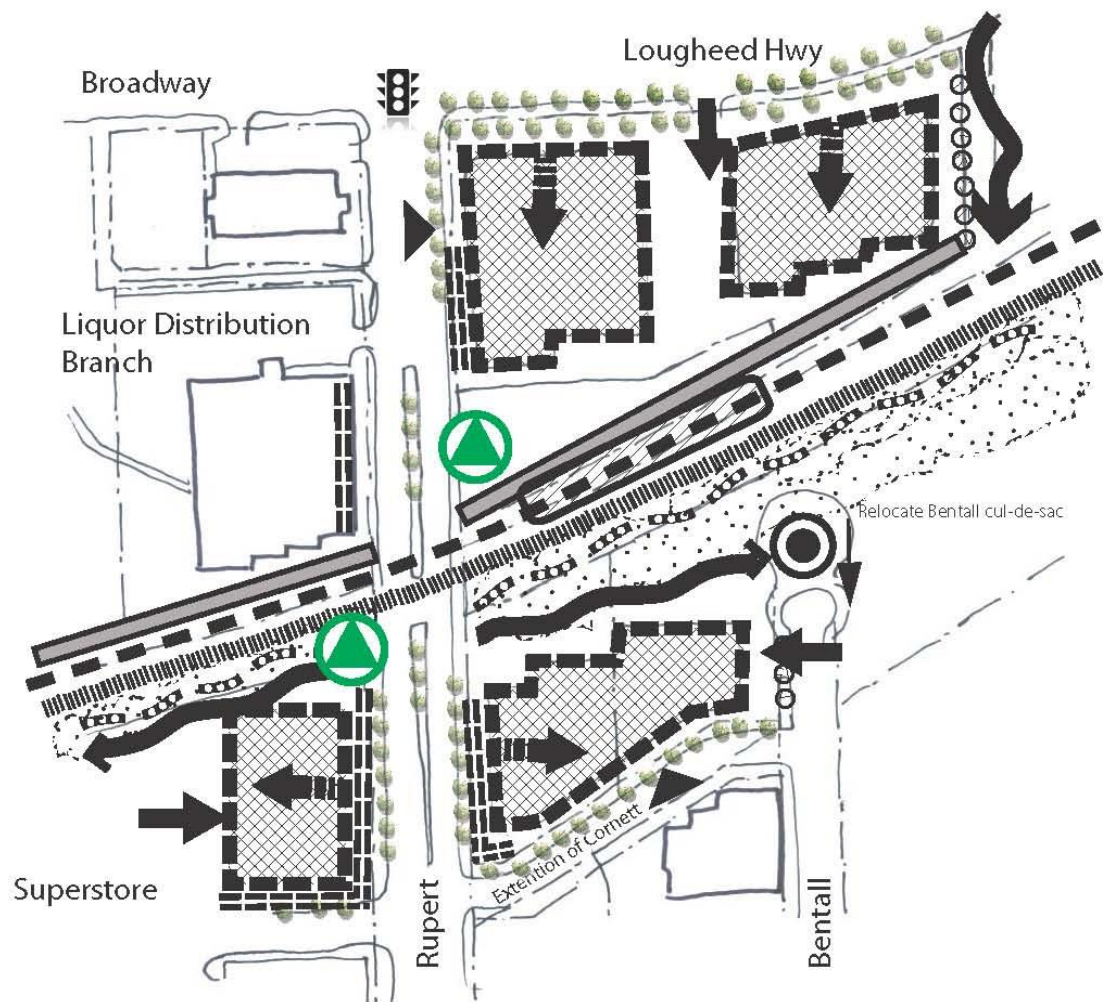 Lougheed Hwy
Broadway
Liquor Distribution
Branch
Relocate Bentall cul-de-sac
Superstore
Extention of Cornett
Rupert
Bentall